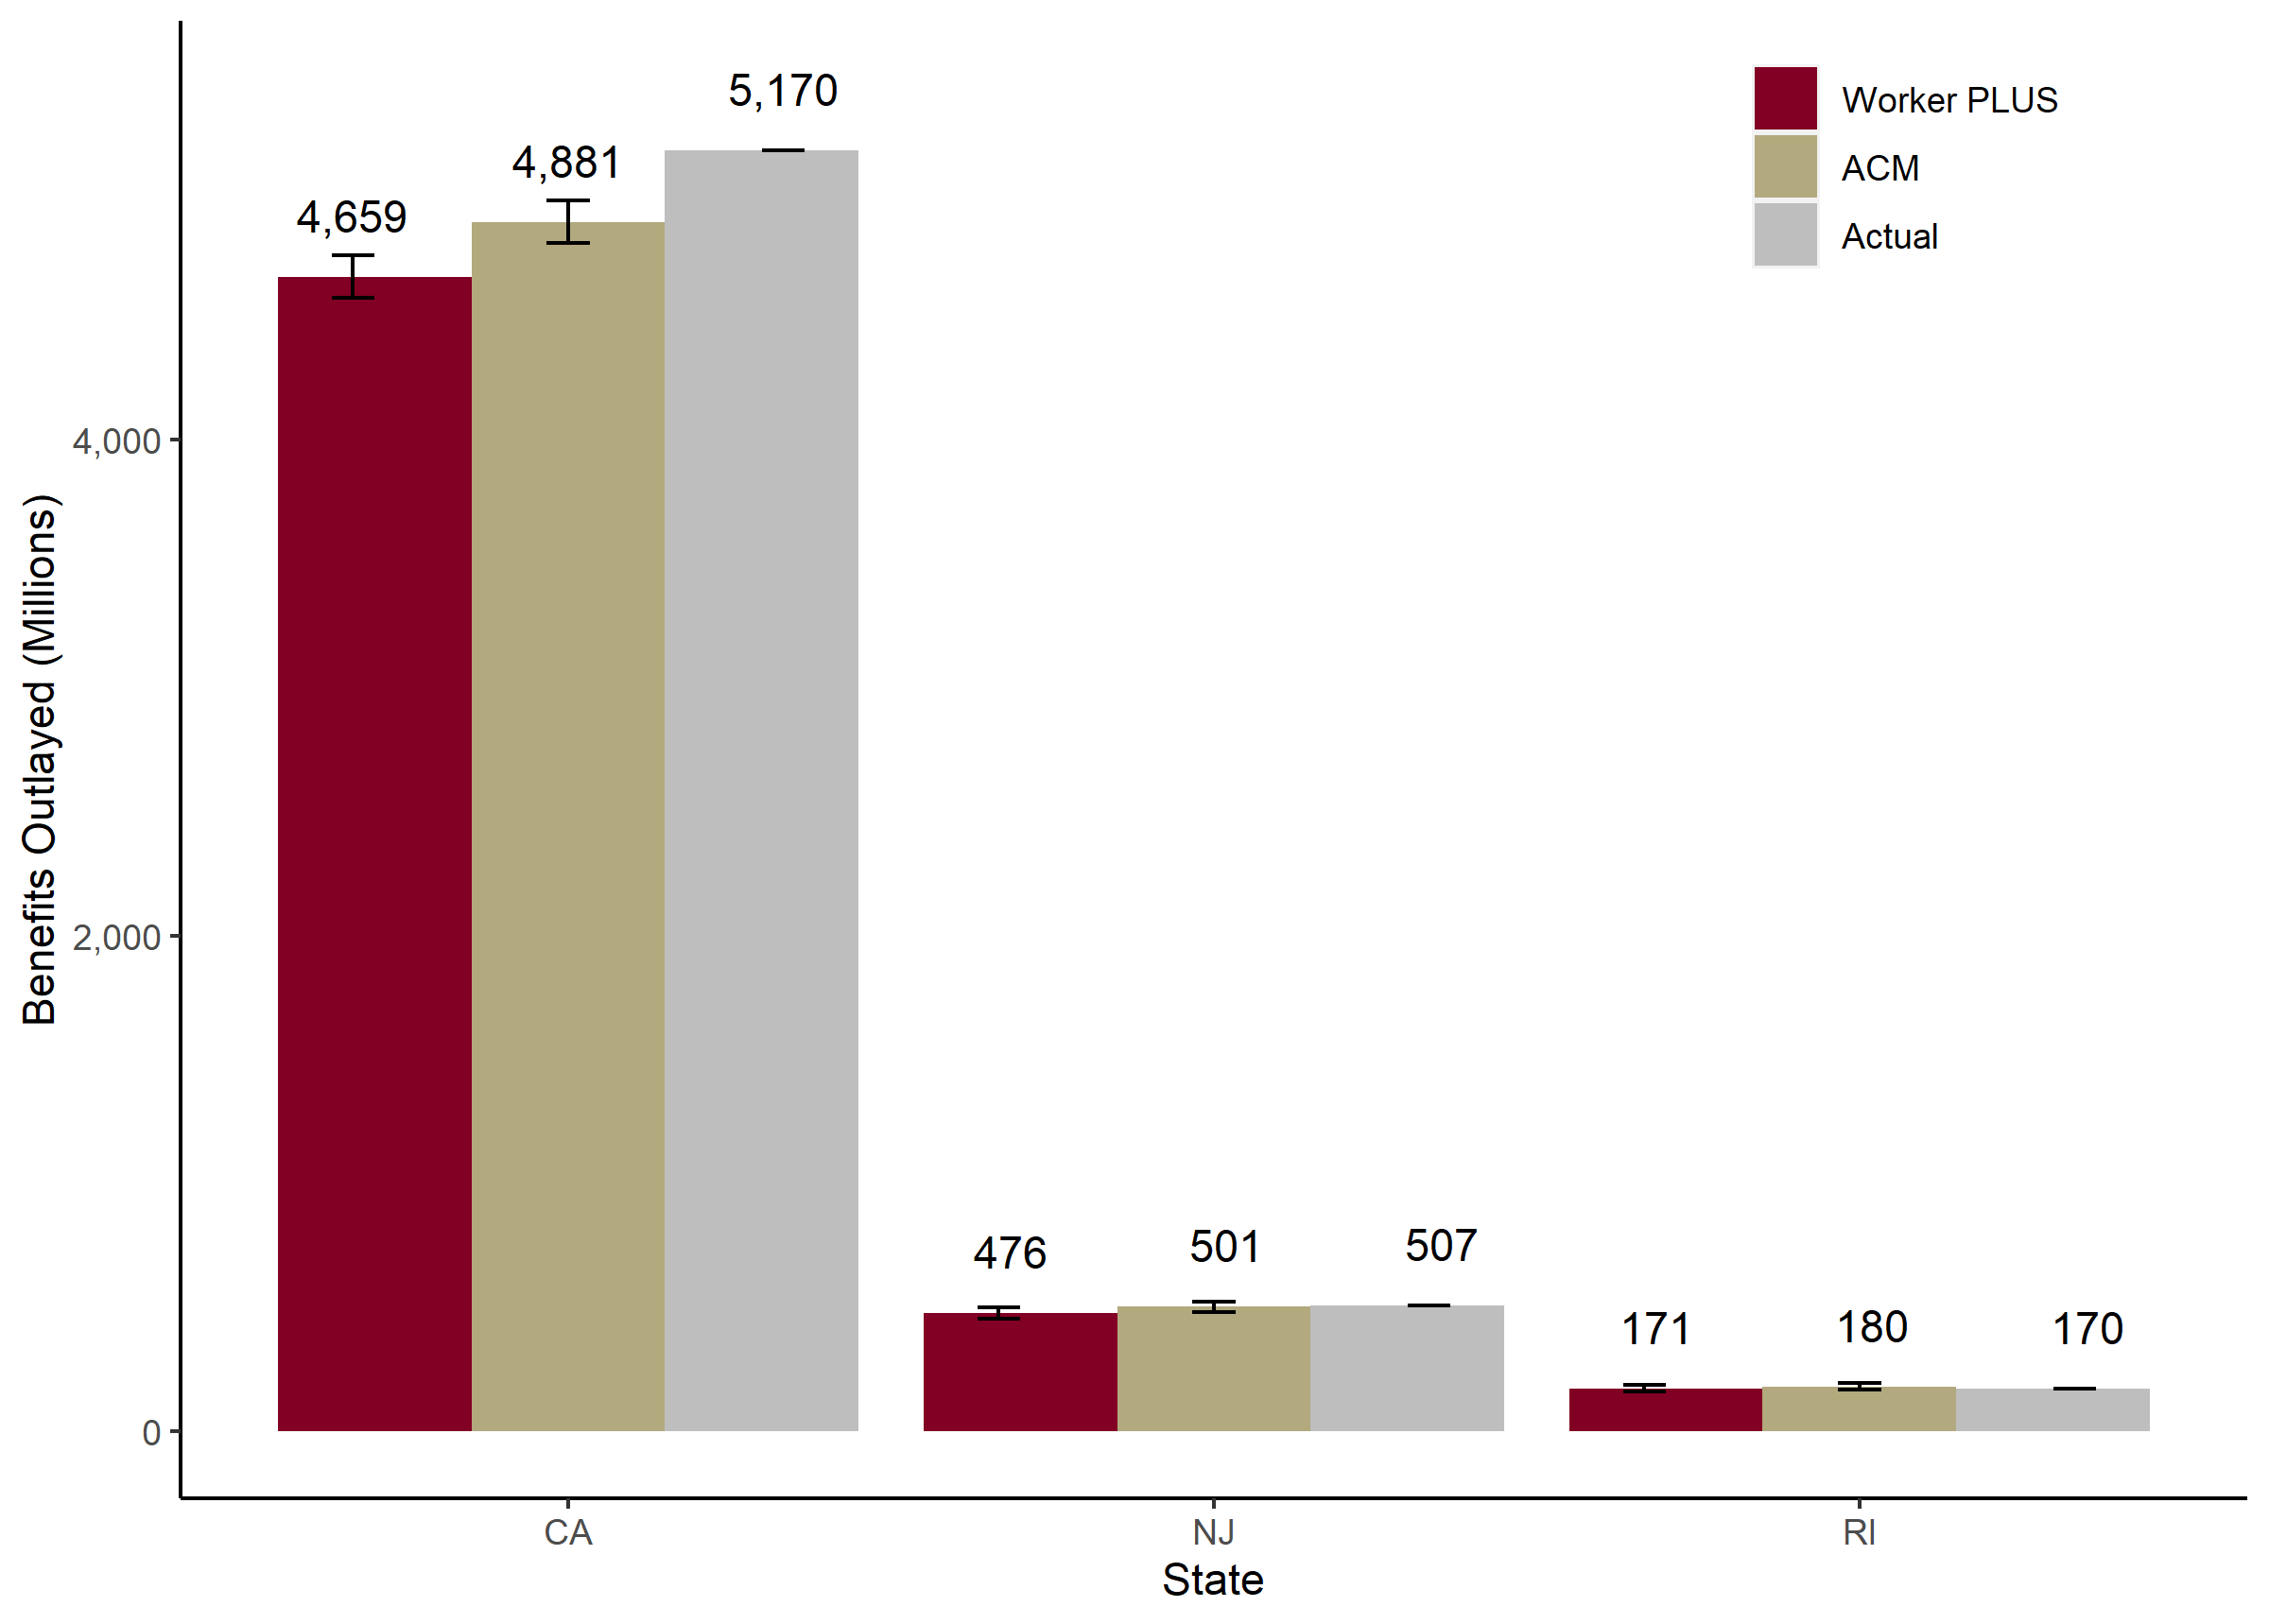 5,170
4,881
4,659
Worker PLUS
ACM
Actual
4,000
2,000
0
Benefits Outlayed (Millions)
476
501
507
171
180
170
CA
NJ
RI
State